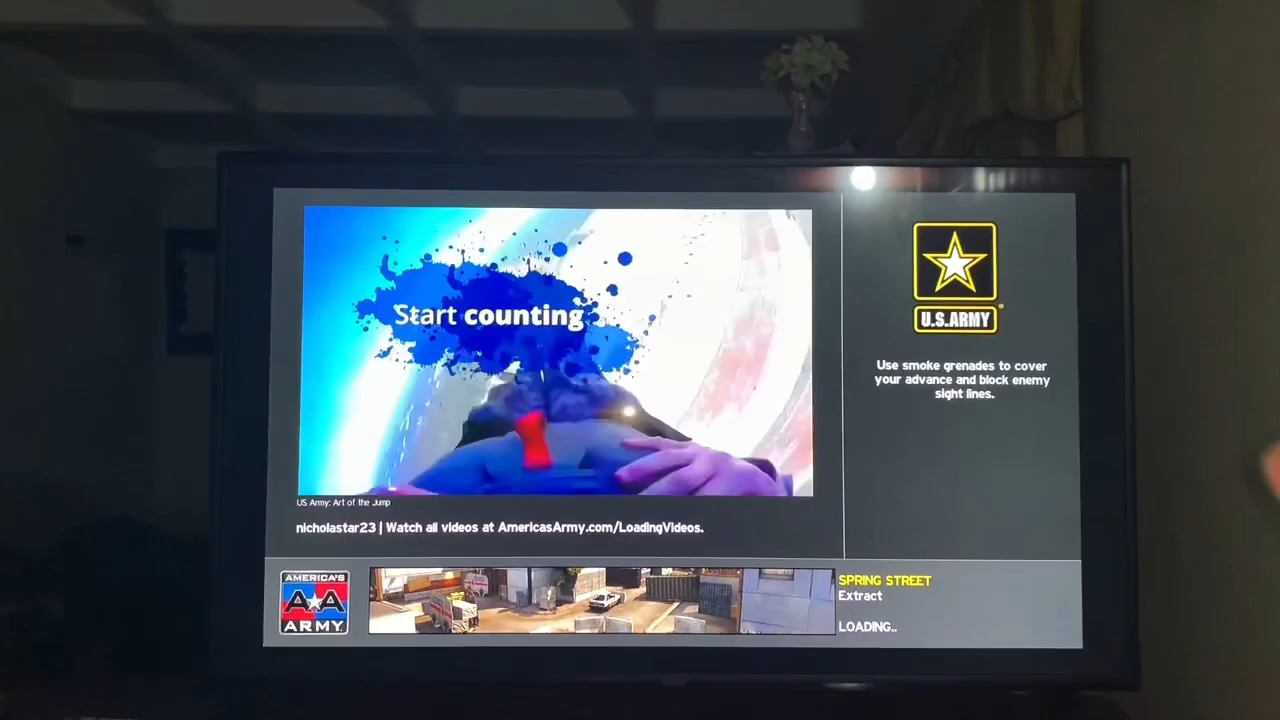 Start counting
U.S.ARMY
Use smoke grenades to cover
your advance and block enemy
sight lines.
US Army: Art of the Jump
nicholastar23 | Watch all videos at AmericasArmy.com/LoadingVideos.
AMERICA'S
AA
ARMY
SPRING STREET
Extract
LOADING..